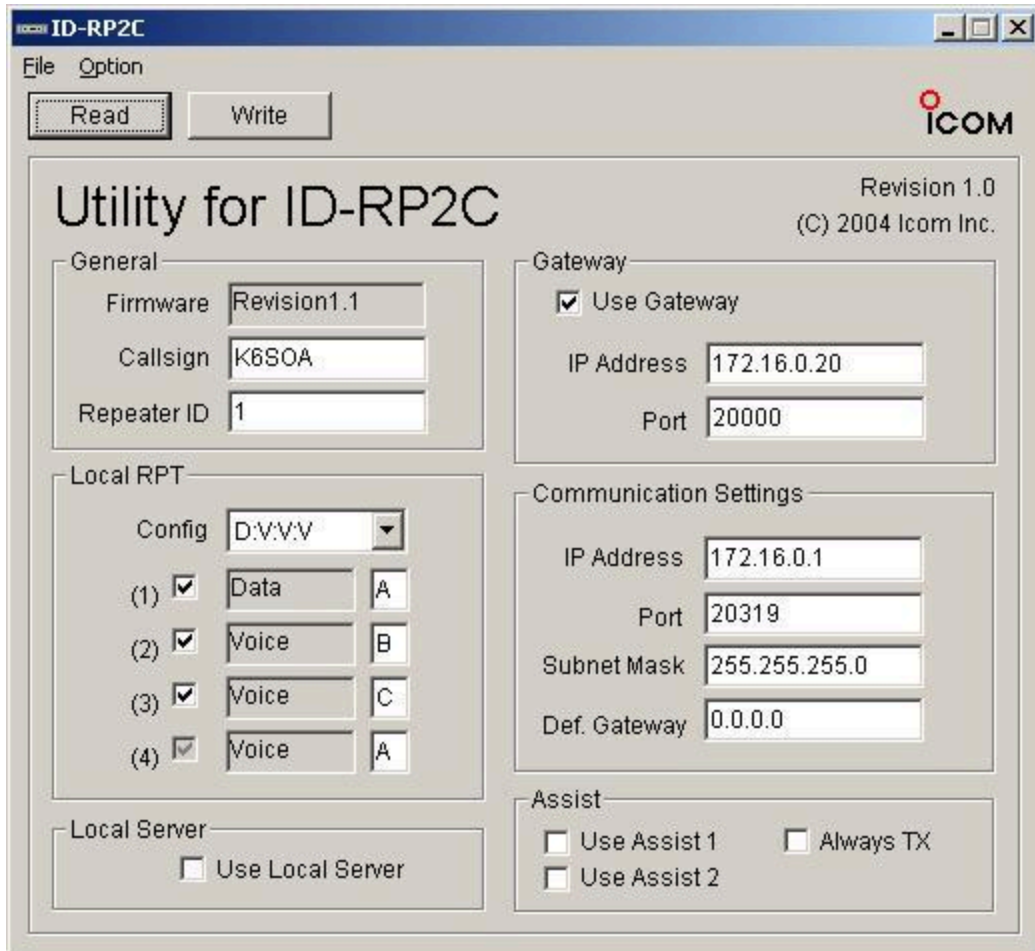 ID-RP2C
File Option
Read Write
ICOM
Utility for ID-RP2C
Revision 1.0
(C) 2004 Icom Inc.
General
Firmware Revision1.1
Callsign K6SOA
Repeater ID 1
Local RPT
Config D:V:V:V
(1) Data A
(2) Voice B
(3) Voice C
(4) Voice A
Local Server
Use Local Server
Gateway
Use Gateway
IP Address 172.16.0.20
Port 20000
Communication Settings
IP Address 172.16.0.1
Port 20319
Subnet Mask 255.255.255.0
Def. Gateway 0.0.0.0
Assist
Use Assist 1 Always TX
Use Assist 2